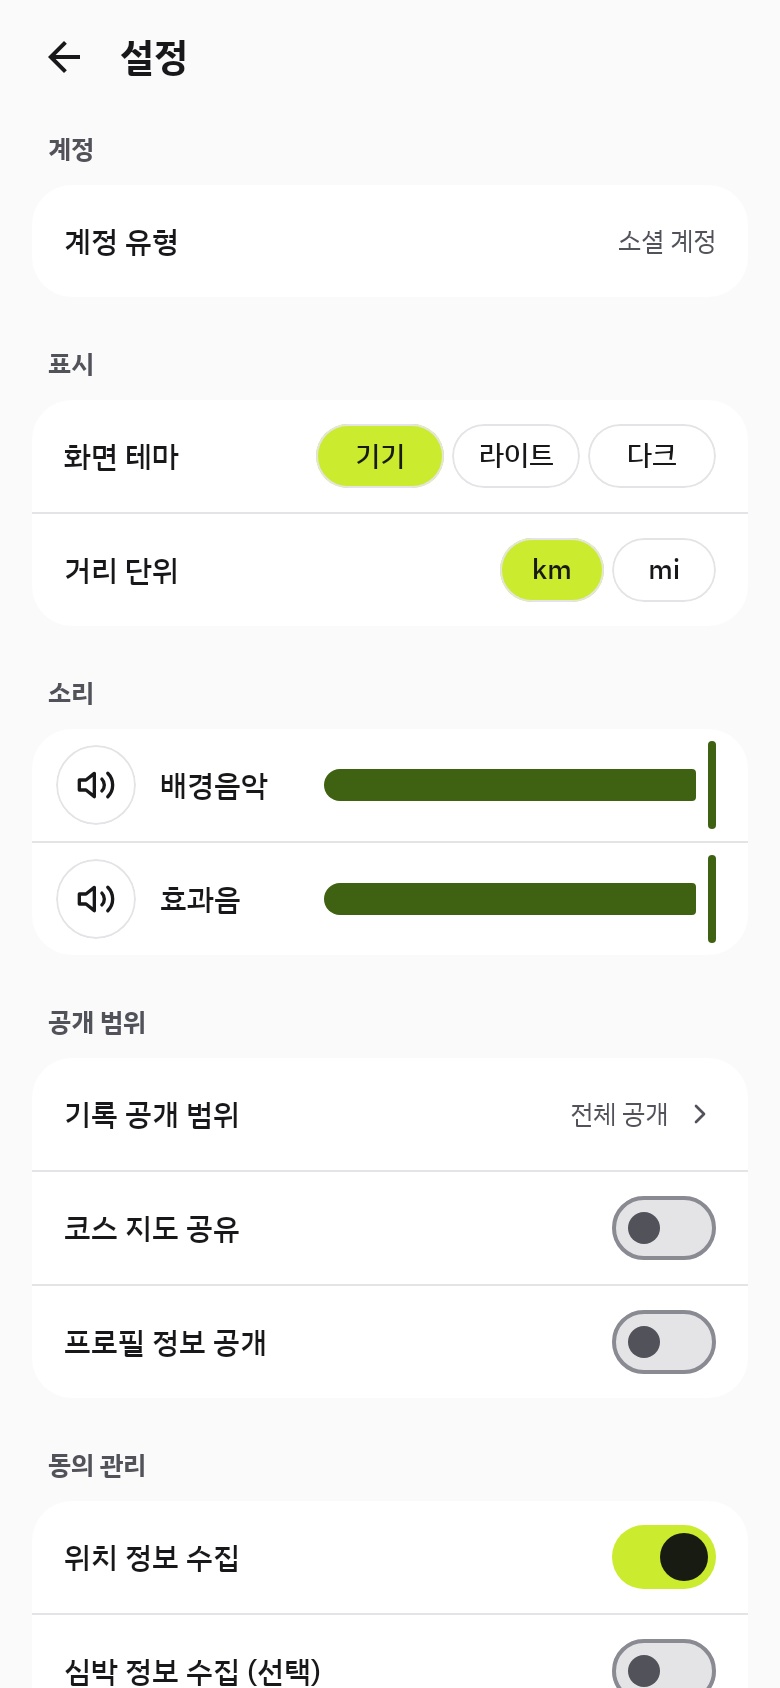 설정
계정
계정 유형 소셜 계정
표시
화면 테마 기기 라이트 다크
거리 단위 km mi
소리
배경음악
효과음
공개 범위
기록 공개 범위 전체 공개
코스 지도 공유
프로필 정보 공개
동의 관리
위치 정보 수집
심박 정보 수집 (선택)